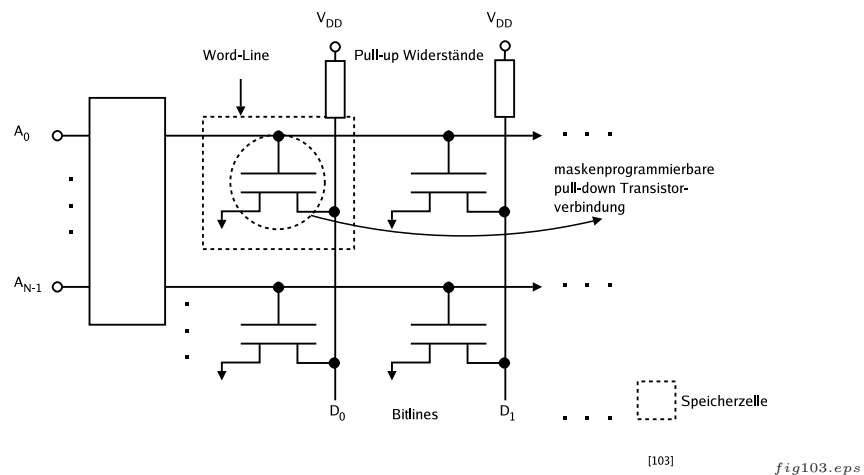 V_DD V_DD
Word-Line Pull-up Widerstände
A_0
maskenprogrammierbare
pull-down Transistor-
verbindung
A_N-1
D_0 Bitlines D_1
Speicherzelle
[103]
fig103.eps